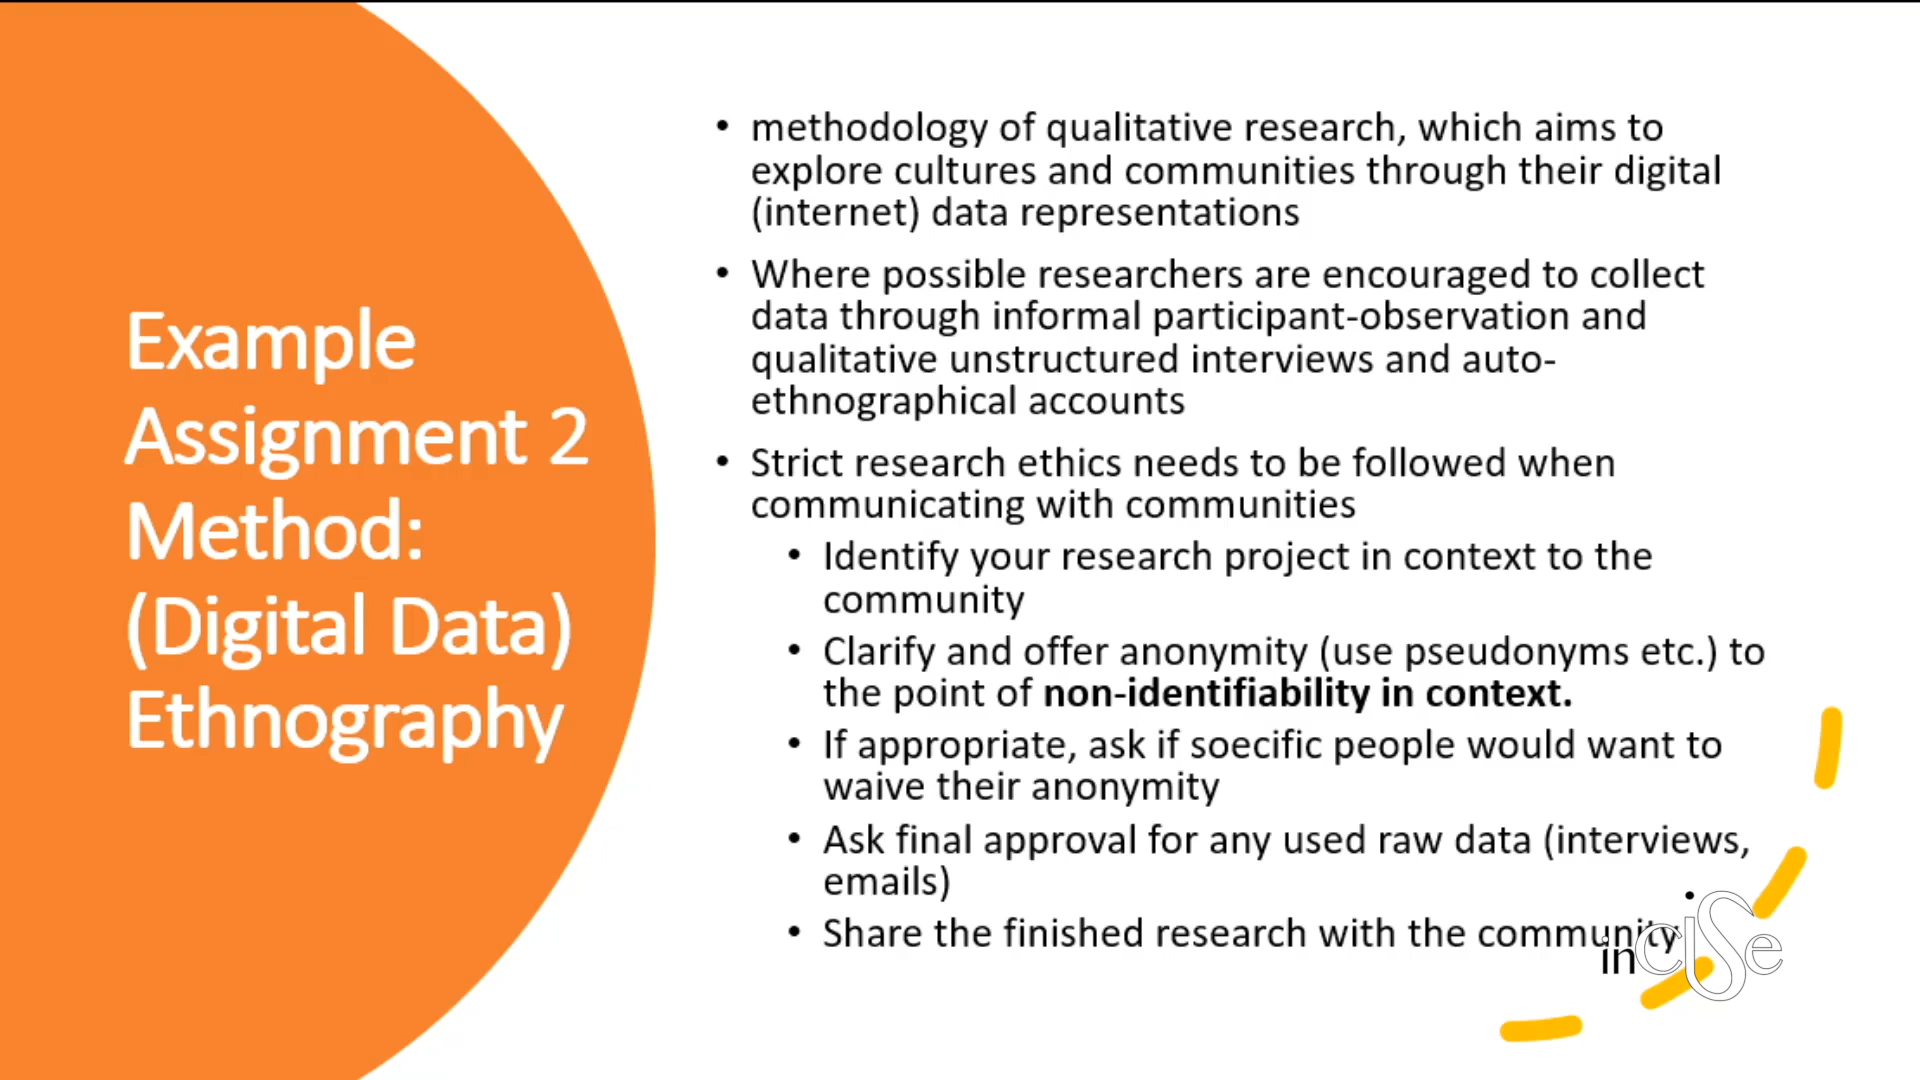 Example
Assignment 2
Method:
(Digital Data)
Ethnography
• methodology of qualitative research, which aims to
explore cultures and communities through their digital
(internet) data representations
• Where possible researchers are encouraged to collect
data through informal participant-observation and
qualitative unstructured interviews and auto-
ethnographical accounts
• Strict research ethics needs to be followed when
communicating with communities
• Identify your research project in context to the
community
• Clarify and offer anonymity (use pseudonyms etc.) to
the point of non-identifiability in context.
• If appropriate, ask if soecific people would want to
waive their anonymity
• Ask final approval for any used raw data (interviews,
emails)
• Share the finished research with the community
inCiSe